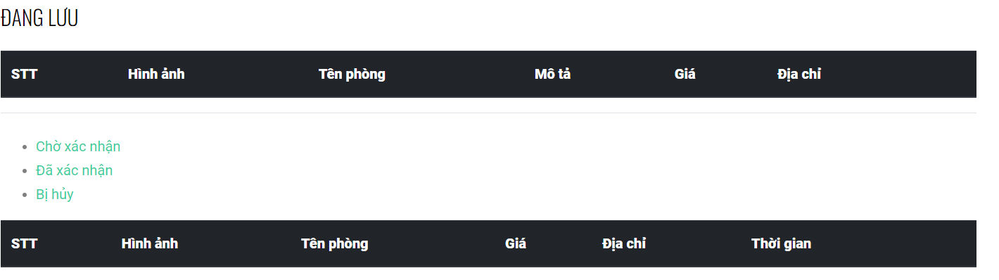 ĐANG LƯU
STT Hình ảnh Tên phòng Mô tả Giá Địa chỉ
Chờ xác nhận
Đã xác nhận
Bị hủy
STT Hình ảnh Tên phòng Giá Địa chỉ Thời gian